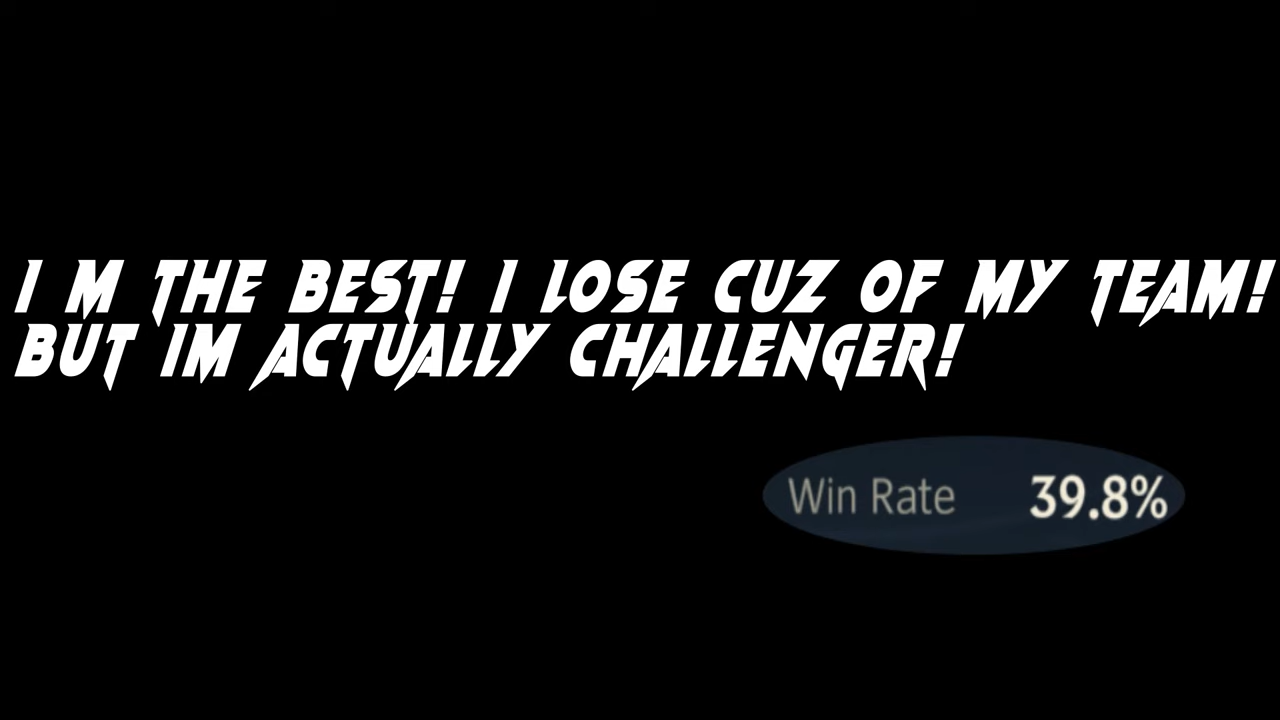 I M THE BEST! I LOSE CUZ OF MY TEAM!
BUT IM ACTUALLY CHALLENGER!
Win Rate 39.8%